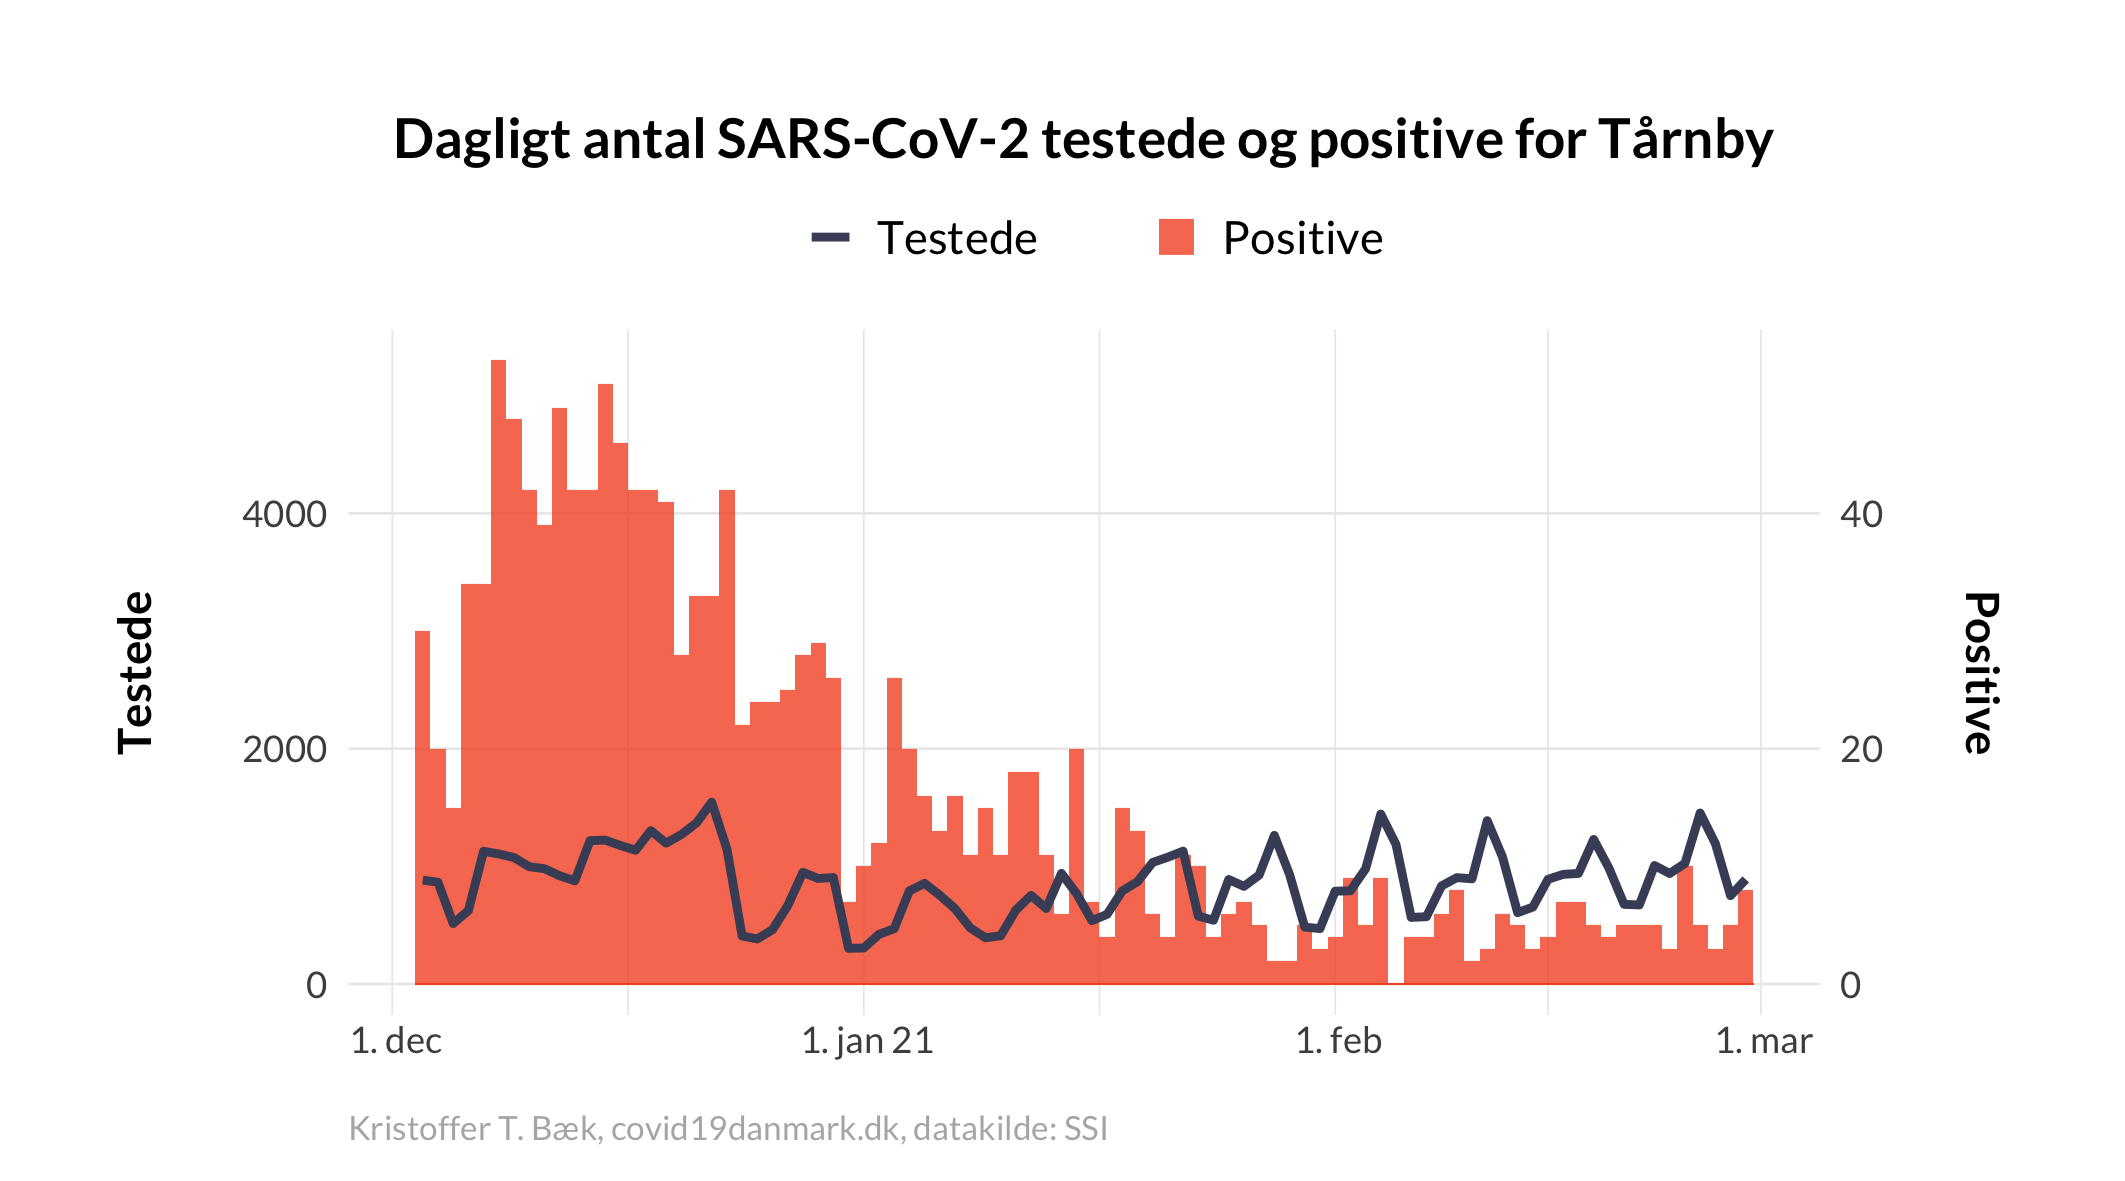 Dagligt antal SARS-CoV-2 testede og positive for Tårnby
Testede
Positive
4000
2000
0
Testede
40
20
0
Positive
1. dec
1. jan 21
1. feb
1. mar
Kristoffer T. Bæk, covid19danmark.dk, datakilde: SSI